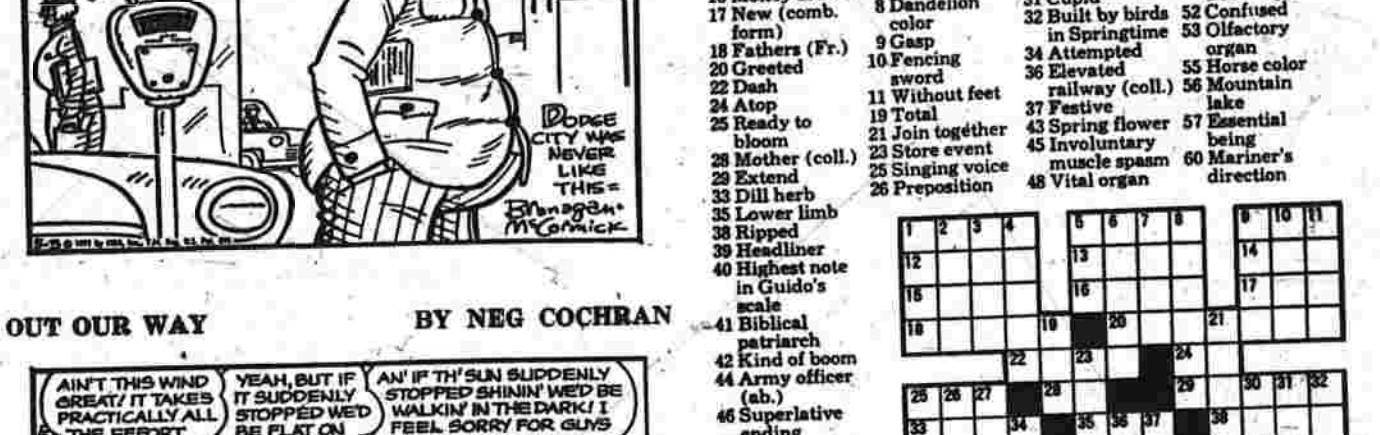 DODGE
CITY WAS
NEVER
LIKE
THIS=
Branagan-
McCormick
OUT OUR WAY
BY NEG COCHRAN
AIN'T THIS WIND
GREAT! IT TAKES
PRACTICALLY ALL
THE EFFORT
YEAH, BUT IF
IT SUDDENLY
STOPPED WE'D
BE FLAT ON
AN' IF TH' SUN SUDDENLY
STOPPED SHININ' WE'D BE
WALKIN' IN THE DARK! I
FEEL SORRY FOR GUYS
17 New (comb.
form)
18 Fathers (Fr.)
20 Greeted
22 Dash
24 Atop
25 Ready to
bloom
28 Mother (coll.)
29 Extend
33 Dill herb
35 Lower limb
38 Ripped
39 Headliner
40 Highest note
in Guido's
scale
41 Biblical
patriarch
42 Kind of boom
44 Army officer
(ab.)
46 Superlative
ending
8 Dandelion
color
9 Gasp
10 Fencing
sword
11 Without feet
19 Total
21 Join together
23 Store event
25 Singing voice
26 Preposition
31 Cupid
32 Built by birds
in Springtime
34 Attempted
36 Elevated
railway (coll.)
37 Festive
43 Spring flower
45 Involuntary
muscle spasm
48 Vital organ
52 Confused
53 Olfactory
organ
55 Horse color
56 Mountain
lake
57 Essential
being
60 Mariner's
direction
1 2 3 4 5 6 7 8 9 10 11
12 13 14
15 16 17
18 19 20 21
22 23 24
25 26 27 28 29 30 31 32
33 34 35 36 37 38